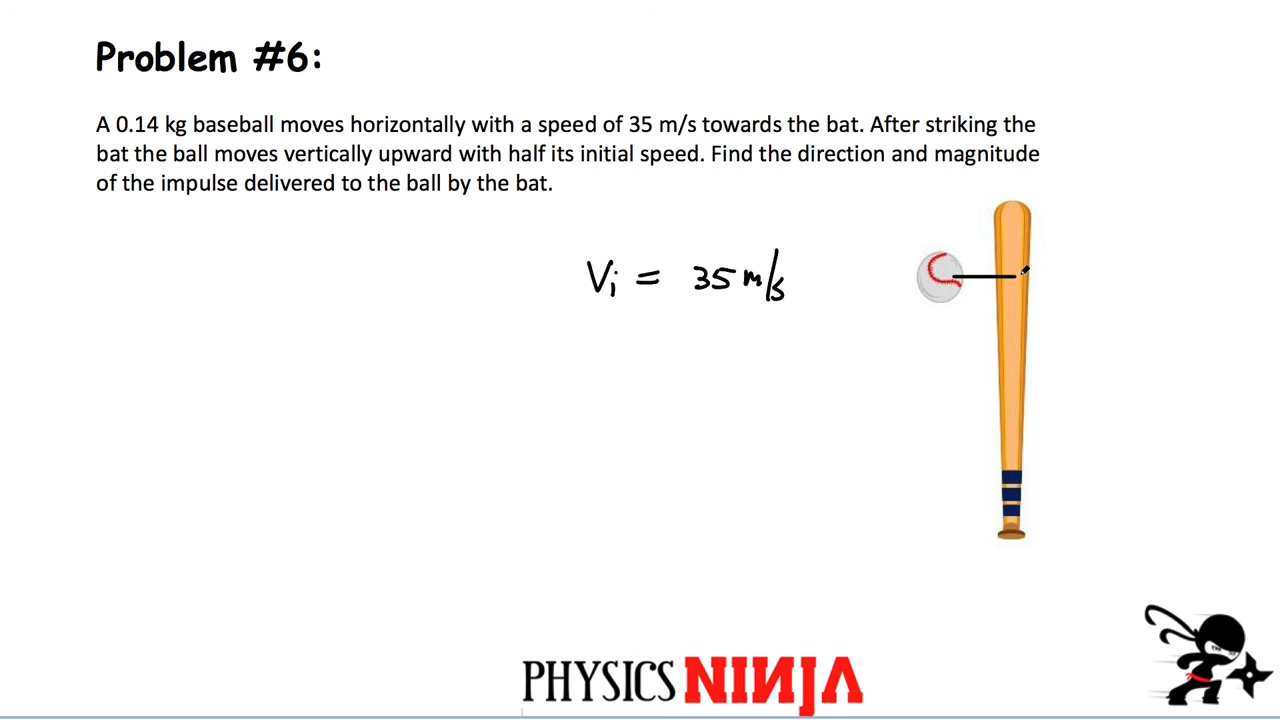 Problem #6:
A 0.14 kg baseball moves horizontally with a speed of 35 m/s towards the bat. After striking the
bat the ball moves vertically upward with half its initial speed. Find the direction and magnitude
of the impulse delivered to the ball by the bat.
Vi = 35 m/s
PHYSICS NINJA